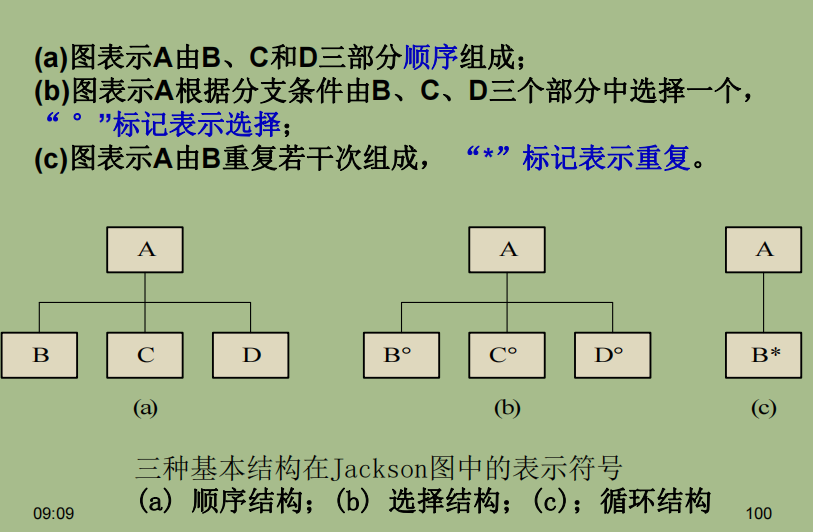 (a)图表示A由B、C和D三部分顺序组成；
(b)图表示A根据分支条件由B、C、D三个部分中选择一个，
“ ° ”标记表示选择；
(c)图表示A由B重复若干次组成， “*”标记表示重复。
A
B
C
D
(a)
A
B°
C°
D°
(b)
A
B*
(c)
三种基本结构在Jackson图中的表示符号
(a) 顺序结构；(b) 选择结构；(c)；循环结构
09:09
100